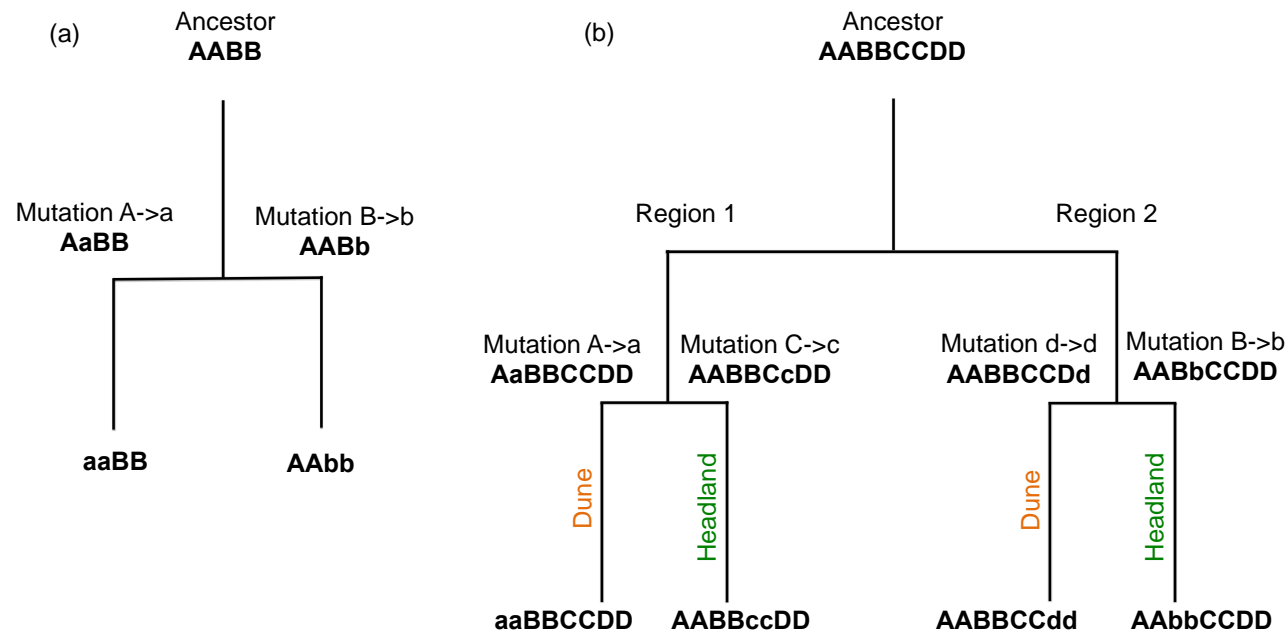 (a)
Ancestor
AABB
Mutation A->a
AaBB
Mutation B->b
AABb
aaBB
AAbb
(b)
Ancestor
AABBCCDD
Region 1
Region 2
Mutation A->a
AaBBCCDD
Mutation C->c
AABBCcDD
Mutation d->d
AABBCCDd
Mutation B->b
AABbCCDD
Dune
Headland
Dune
Headland
aaBBCCDD
AABBccDD
AABBCCdd
AAbbCCDD